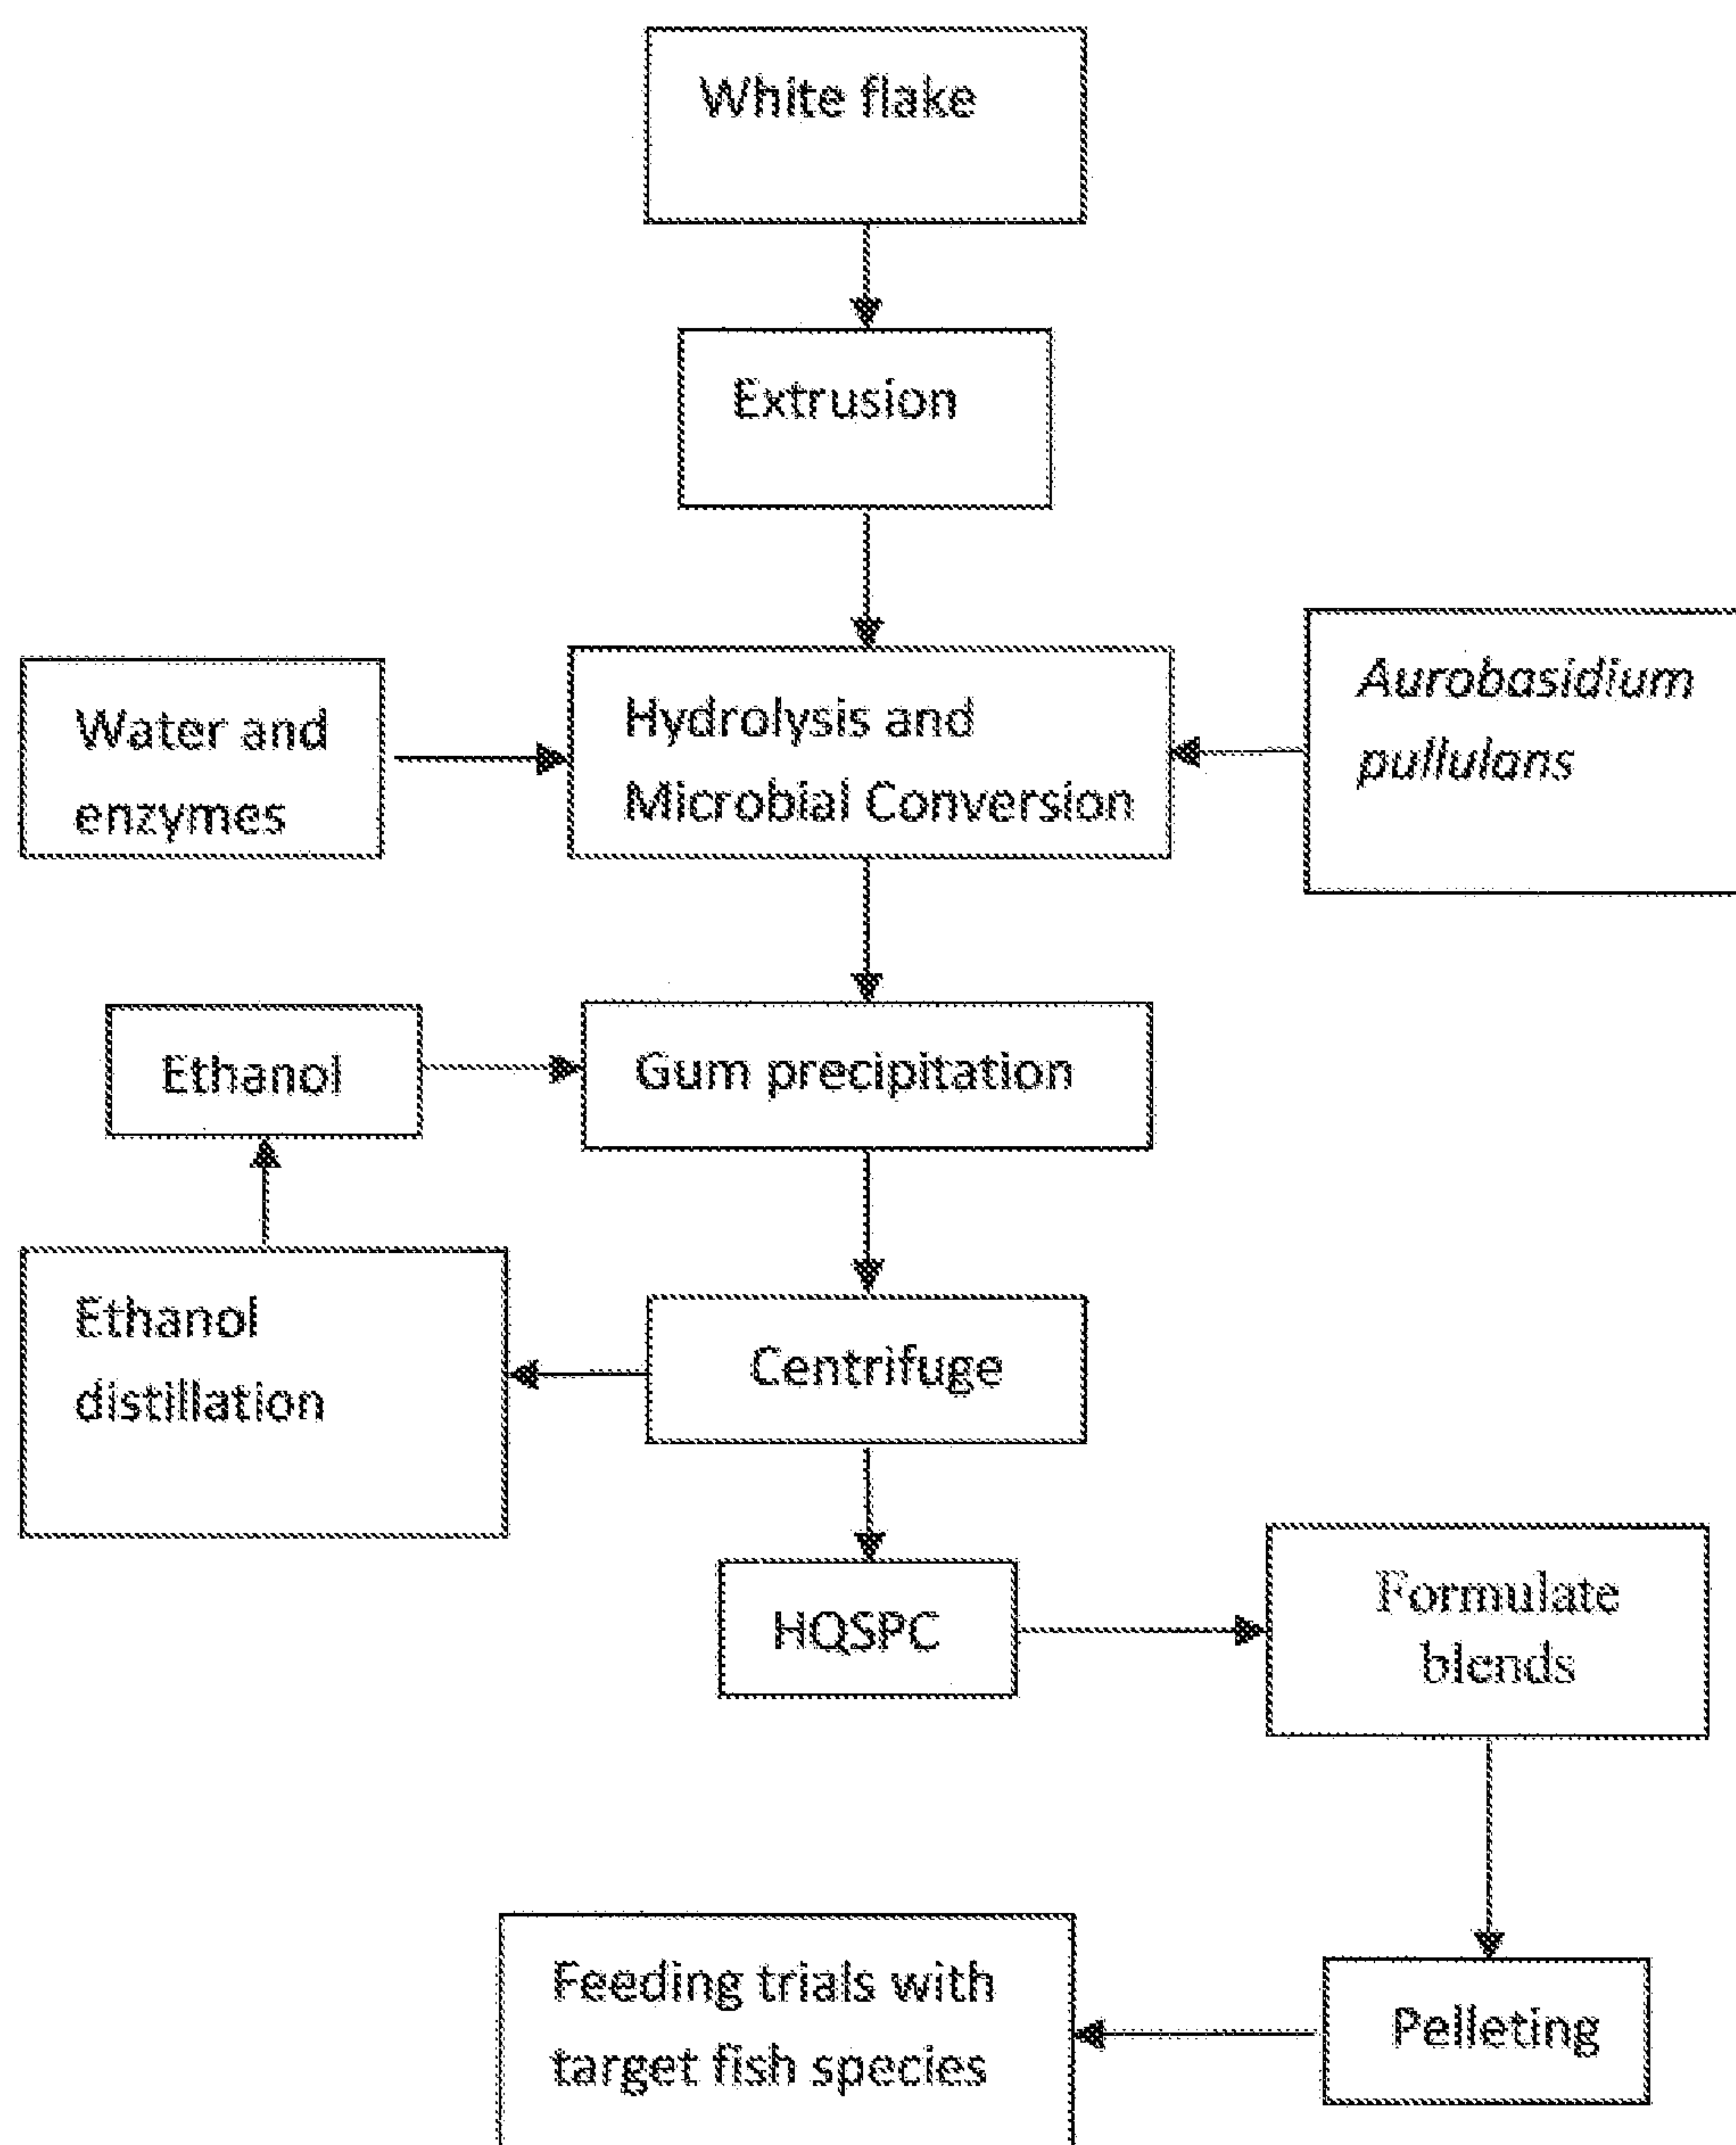 White flake
Extrusion
Water and
enzymes
Hydrolysis and
Microbial Conversion
Aurobasidium
pullulans
Ethanol
Gum precipitation
Ethanol
distillation
Centrifuge
HQSPC
Formulate
blends
Feeding trials with
target fish species
Pelleting